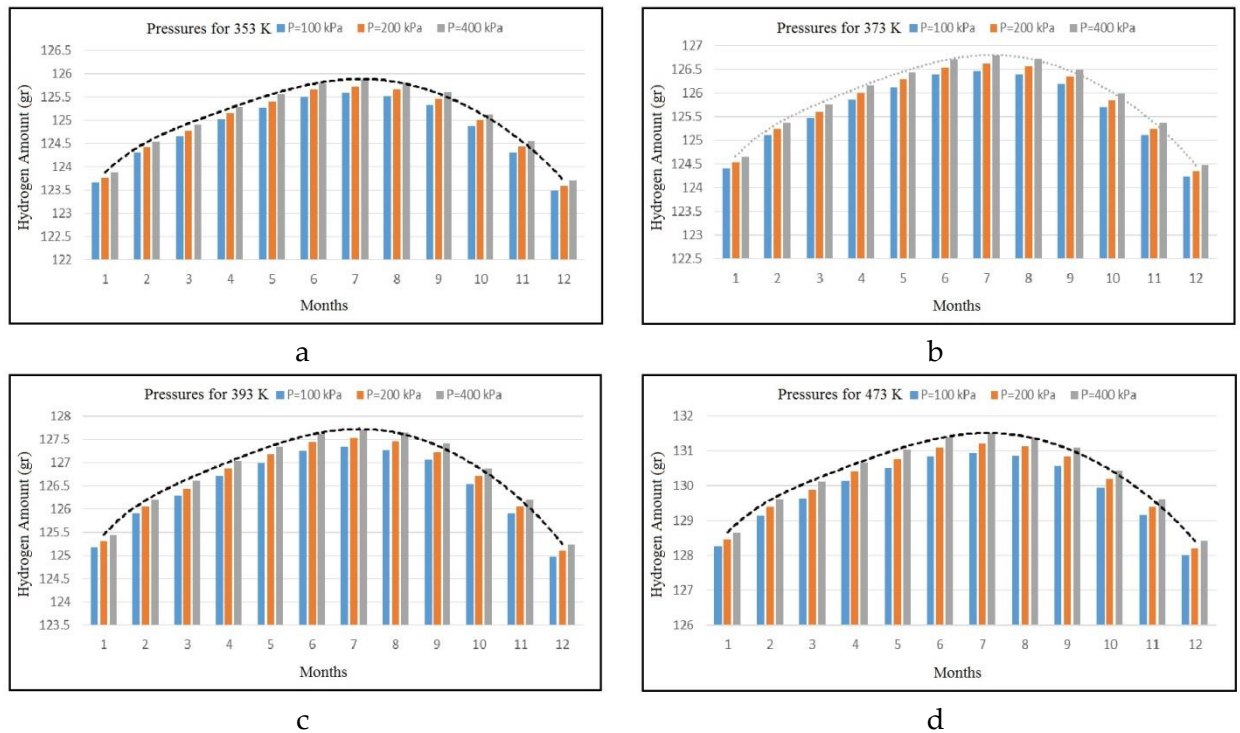 Pressures for 353 K P=100 kPa P=200 kPa P=400 kPa
Hydrogen Amount (gr)
126.5
126
125.5
125
124.5
124
123.5
123
122.5
122
1 2 3 4 5 6 7 8 9 10 11 12
Months
a
Pressures for 373 K P=100 kPa P=200 kPa P=400 kPa
Hydrogen Amount (gr)
127
126.5
126
125.5
125
124.5
124
123.5
123
122.5
1 2 3 4 5 6 7 8 9 10 11 12
Months
b
Pressures for 393 K P=100 kPa P=200 kPa P=400 kPa
Hydrogen Amount (gr)
128
127.5
127
126.5
126
125.5
125
124.5
124
123.5
1 2 3 4 5 6 7 8 9 10 11 12
Months
c
Pressures for 473 K P=100 kPa P=200 kPa P=400 kPa
Hydrogen Amount (gr)
132
131
130
129
128
127
126
1 2 3 4 5 6 7 8 9 10 11 12
Months
d